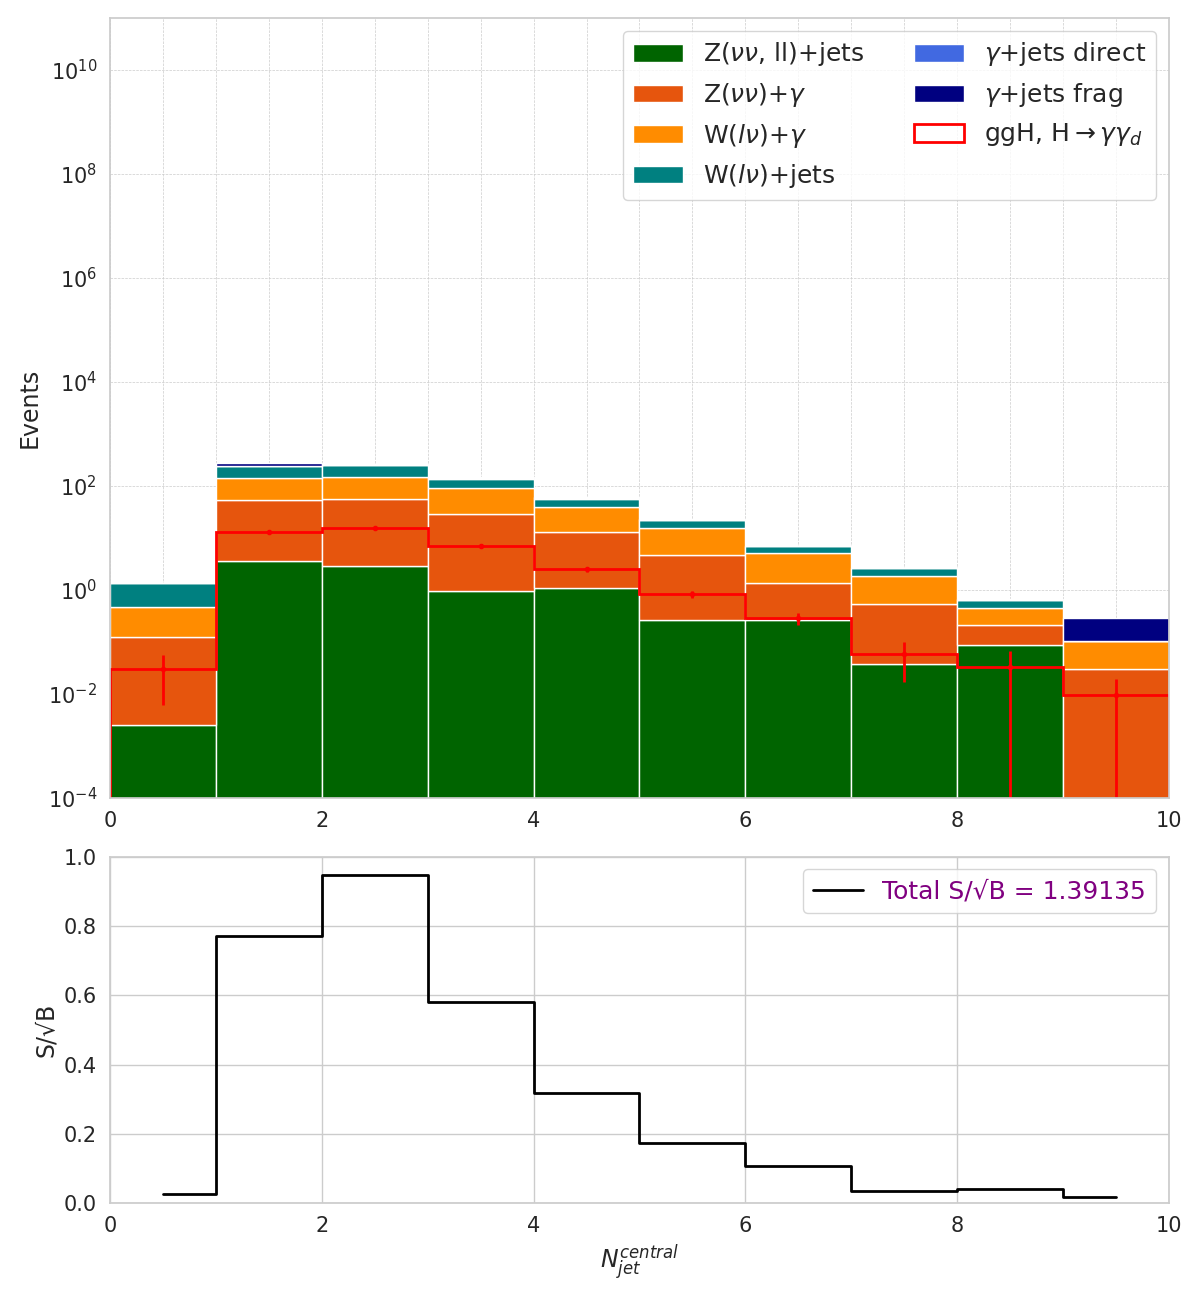 Z(νν, ll)+jets
Z(νν)+γ
W(lν)+γ
W(lν)+jets
γ+jets direct
γ+jets frag
ggH, H→γγ_d
Events
10^10
10^8
10^6
10^4
10^2
10^0
10^−2
10^−4
0 2 4 6 8 10
Total S/√B = 1.39135
S/√B
1.0
0.8
0.6
0.4
0.2
0.0
0 2 4 6 8 10
N_jet^central